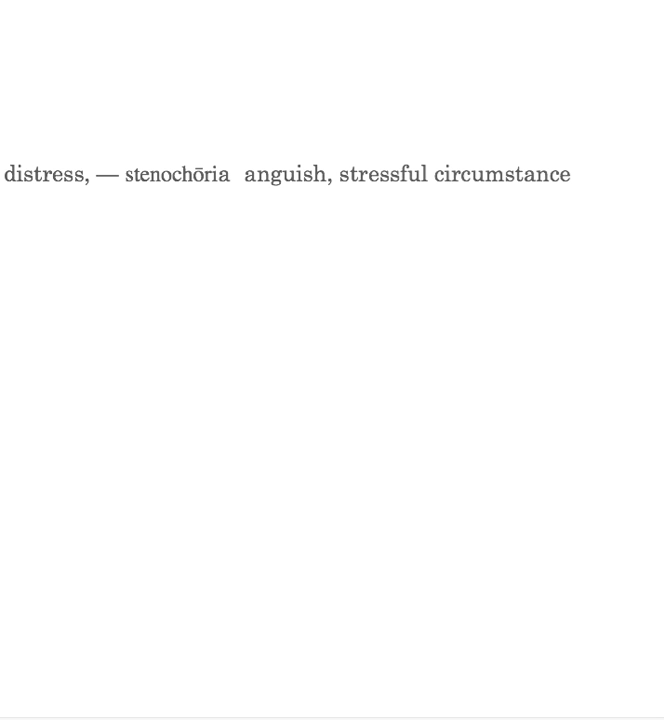 distress, — stenochōria  anguish, stressful circumstance